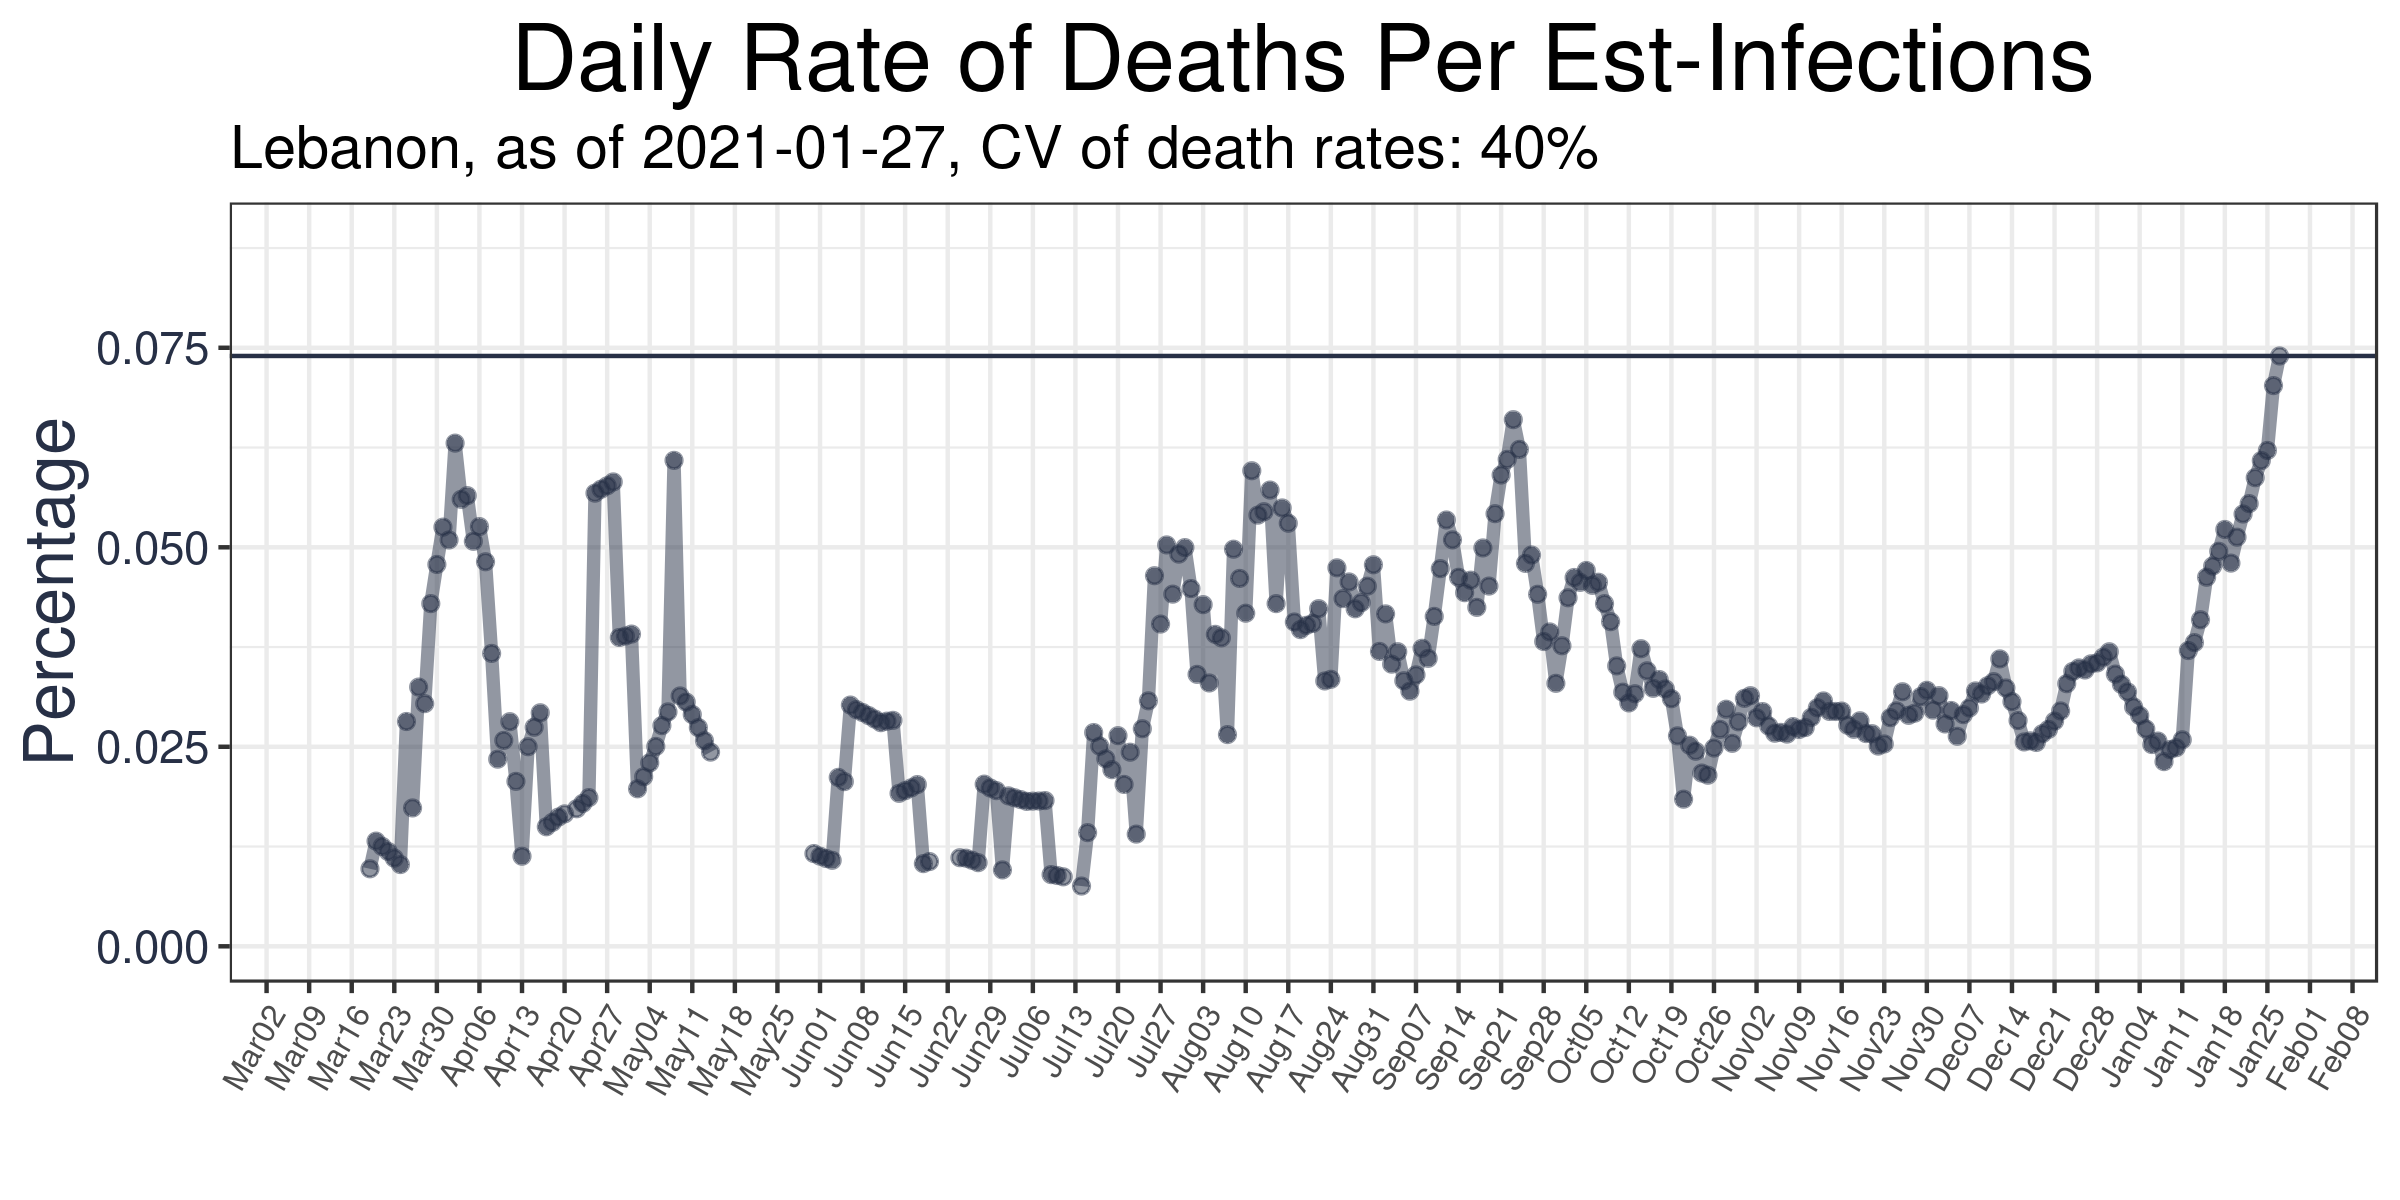 Daily Rate of Deaths Per Est-Infections
Lebanon, as of 2021-01-27, CV of death rates: 40%
Percentage
0.075
0.050
0.025
0.000
Mar02
Mar09
Mar16
Mar23
Mar30
Apr06
Apr13
Apr20
Apr27
May04
May11
May18
May25
Jun01
Jun08
Jun15
Jun22
Jun29
Jul06
Jul13
Jul20
Jul27
Aug03
Aug10
Aug17
Aug24
Aug31
Sep07
Sep14
Sep21
Sep28
Oct05
Oct12
Oct19
Oct26
Nov02
Nov09
Nov16
Nov23
Nov30
Dec07
Dec14
Dec21
Dec28
Jan04
Jan11
Jan18
Jan25
Feb01
Feb08